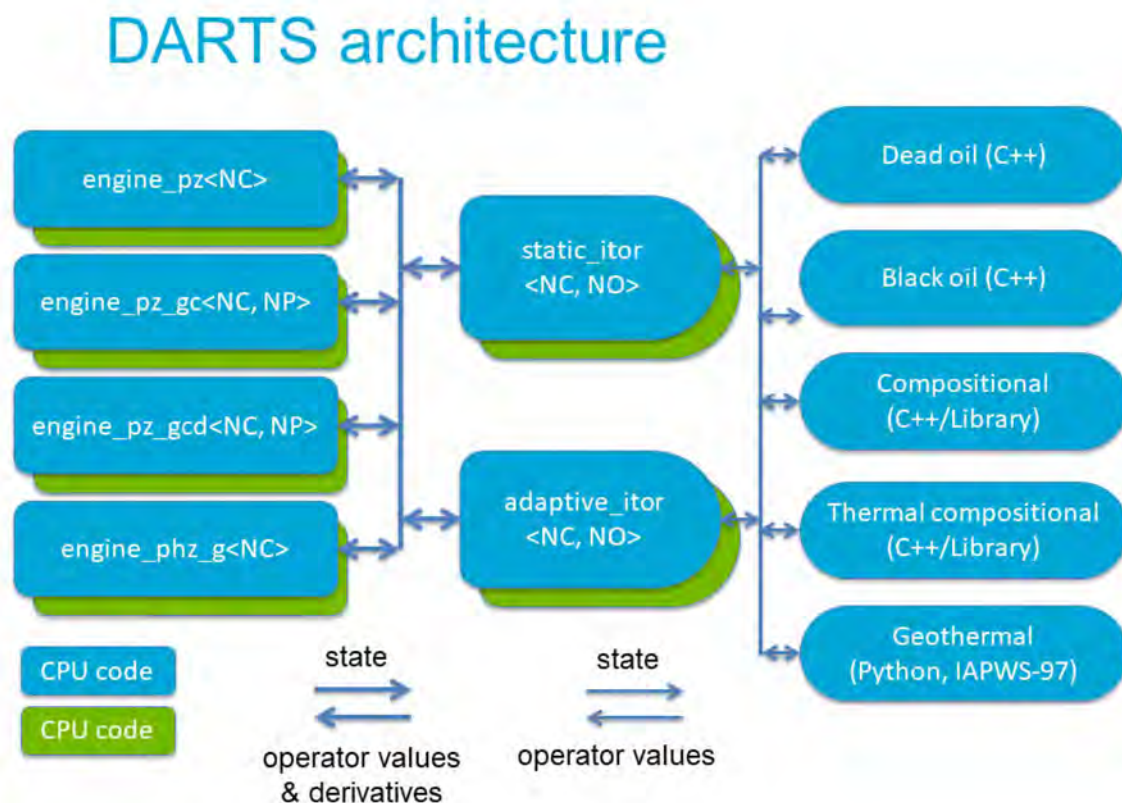 DARTS architecture
engine_pz<NC>
engine_pz_gc<NC, NP>
engine_pz_gcd<NC, NP>
engine_phz_g<NC>
static_itor
<NC, NO>
adaptive_itor
<NC, NO>
Dead oil (C++)
Black oil (C++)
Compositional
(C++/Library)
Thermal compositional
(C++/Library)
Geothermal
(Python, IAPWS-97)
CPU code
CPU code
state
operator values
& derivatives
state
operator values